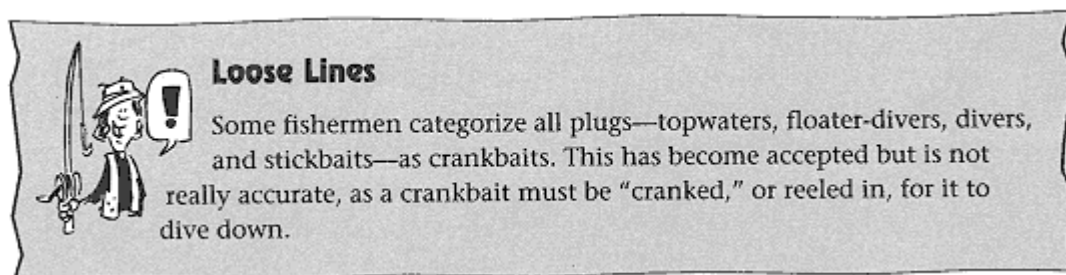 Loose Lines
!
Some fishermen categorize all plugs—topwaters, floater-divers, divers,
and stickbaits—as crankbaits. This has become accepted but is not
really accurate, as a crankbait must be “cranked,” or reeled in, for it to
dive down.